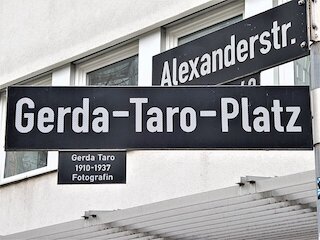 Alexanderstr.
Gerda-Taro-Platz
Gerda Taro
1910-1937
Fotografin